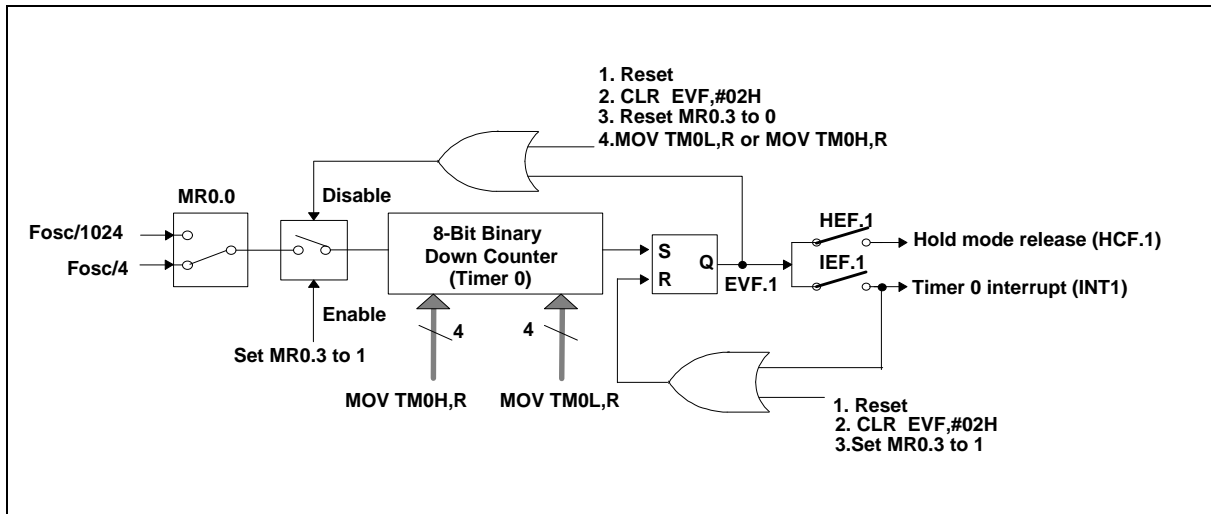 1. Reset
2. CLR EVF,#02H
3. Reset MR0.3 to 0
4.MOV TM0L,R or MOV TM0H,R
MR0.0
Disable
Fosc/1024
Fosc/4
8-Bit Binary
Down Counter
(Timer 0)
S
R
Q
EVF.1
HEF.1
Hold mode release (HCF.1)
IEF.1
Timer 0 interrupt (INT1)
Enable
Set MR0.3 to 1
4
4
MOV TM0H,R
MOV TM0L,R
1. Reset
2. CLR EVF,#02H
3.Set MR0.3 to 1